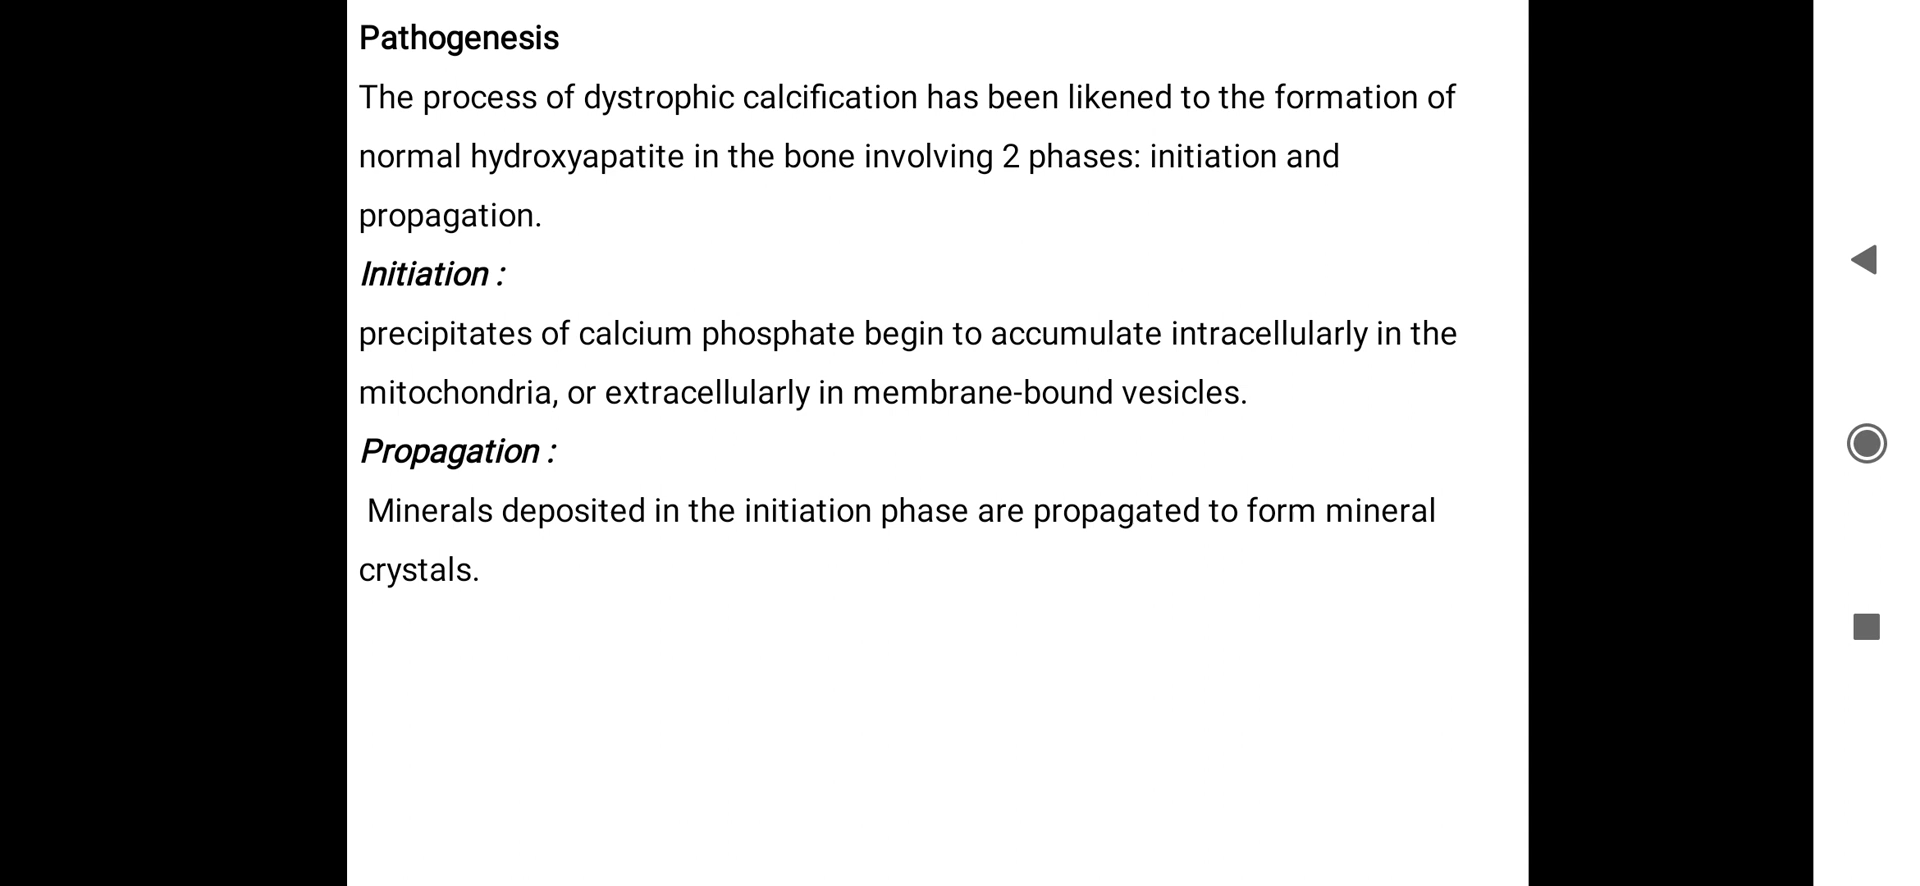 Pathogenesis
The process of dystrophic calcification has been likened to the formation of
normal hydroxyapatite in the bone involving 2 phases: initiation and
propagation.
Initiation :
precipitates of calcium phosphate begin to accumulate intracellularly in the
mitochondria, or extracellularly in membrane-bound vesicles.
Propagation :
Minerals deposited in the initiation phase are propagated to form mineral
crystals.